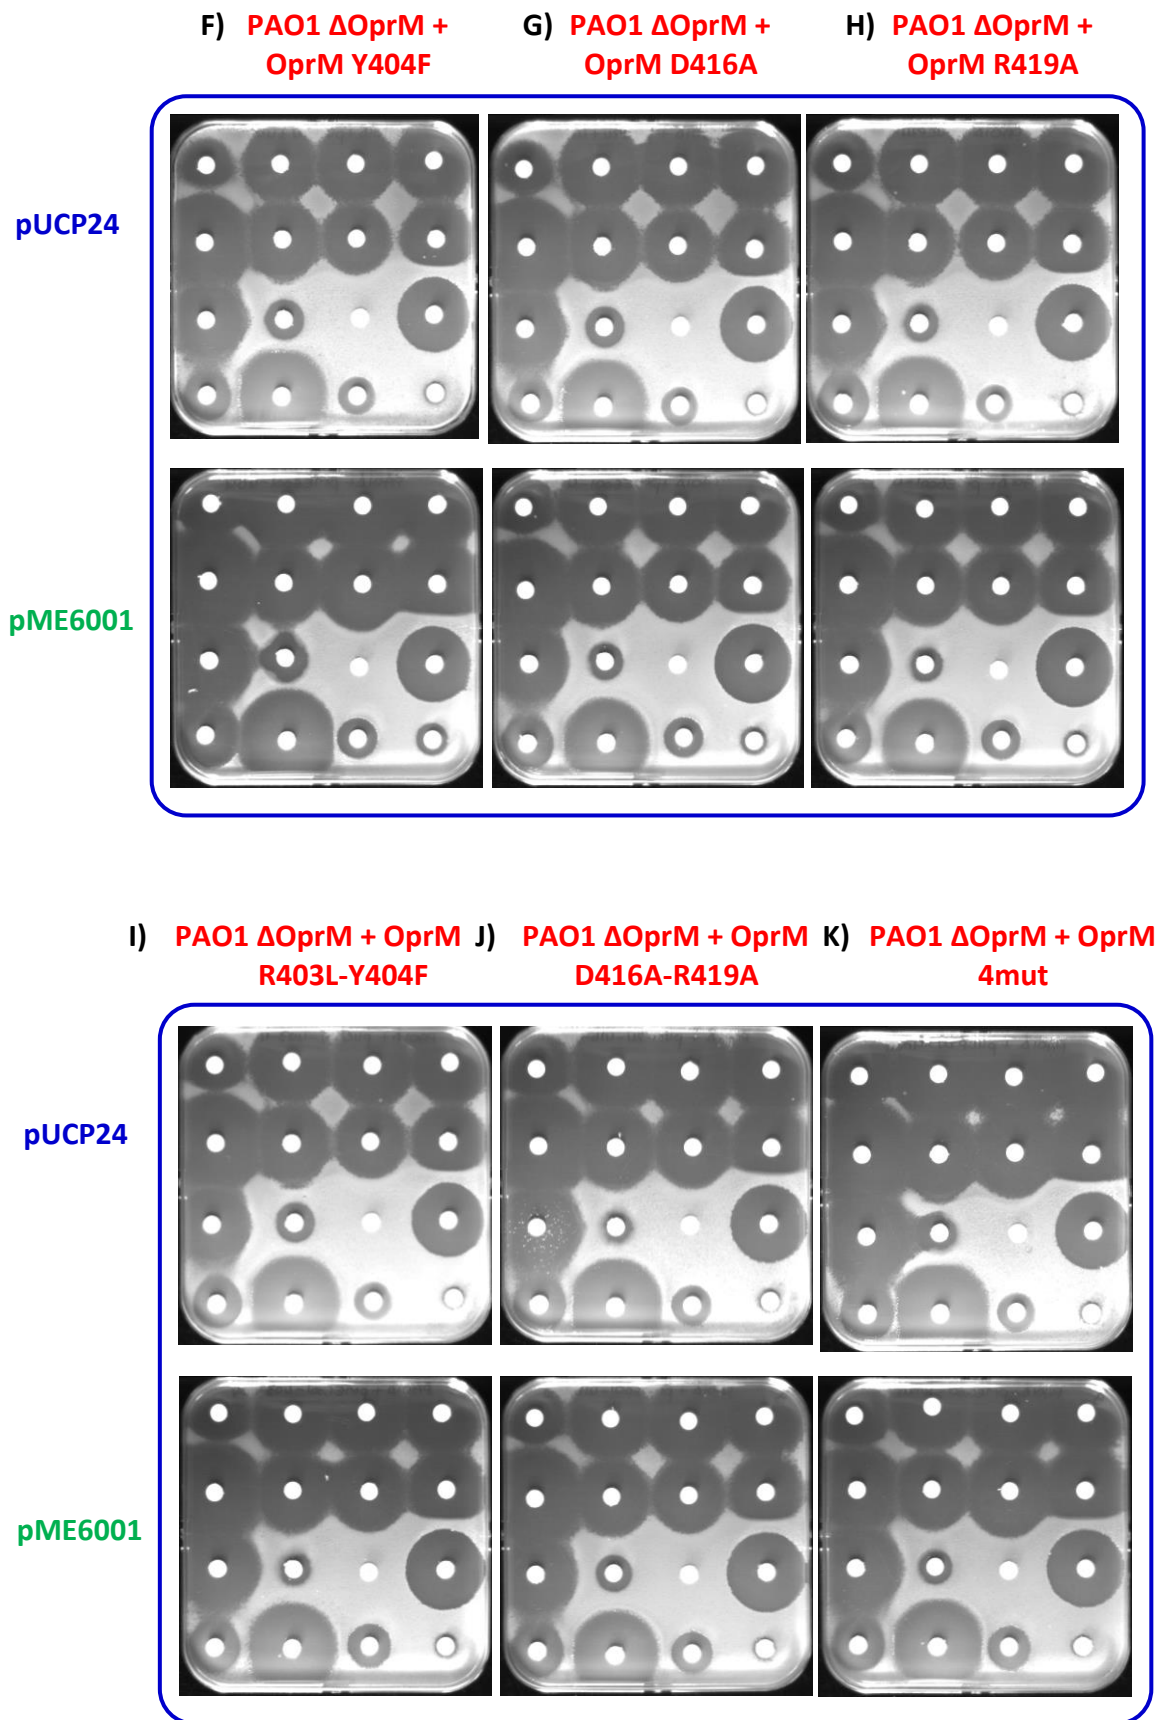 F) PAO1 ΔOprM + OprM Y404F
G) PAO1 ΔOprM + OprM D416A
H) PAO1 ΔOprM + OprM R419A
pUCP24
pME6001
I) PAO1 ΔOprM + OprM R403L-Y404F
J) PAO1 ΔOprM + OprM D416A-R419A
K) PAO1 ΔOprM + OprM 4mut
pUCP24
pME6001